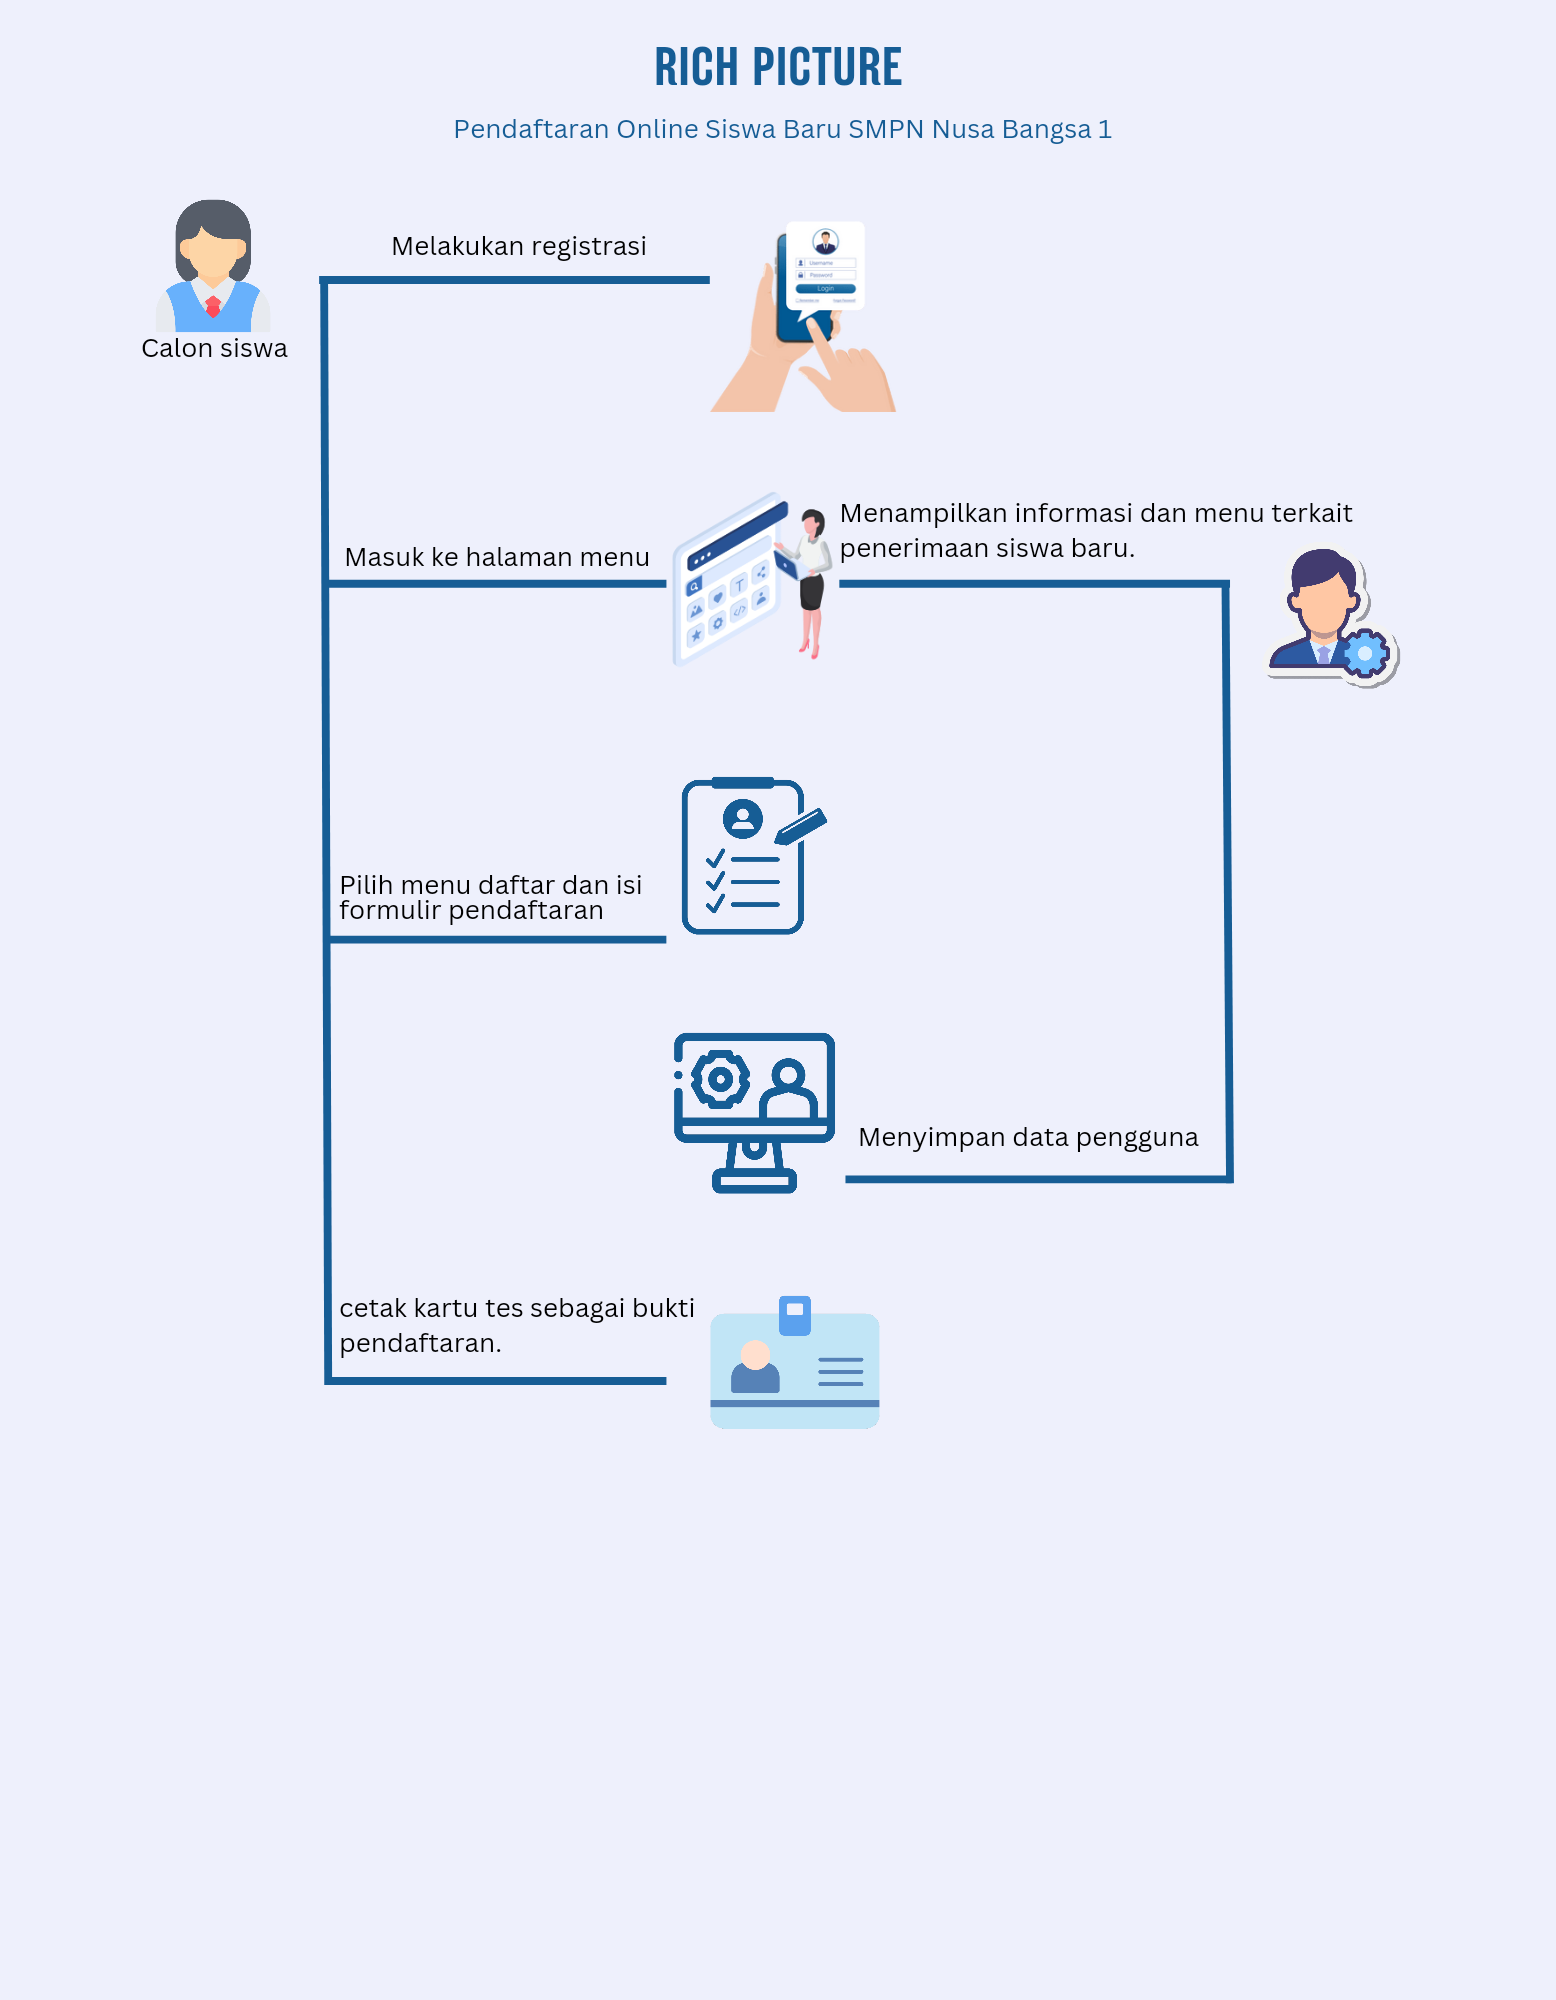 RICH PICTURE
Pendaftaran Online Siswa Baru SMPN Nusa Bangsa 1
Melakukan registrasi
Username
Password
Login
Calon siswa
Menampilkan informasi dan menu terkait
penerimaan siswa baru.
Masuk ke halaman menu
T
</>
Pilih menu daftar dan isi
formulir pendaftaran
Menyimpan data pengguna
cetak kartu tes sebagai bukti
pendaftaran.